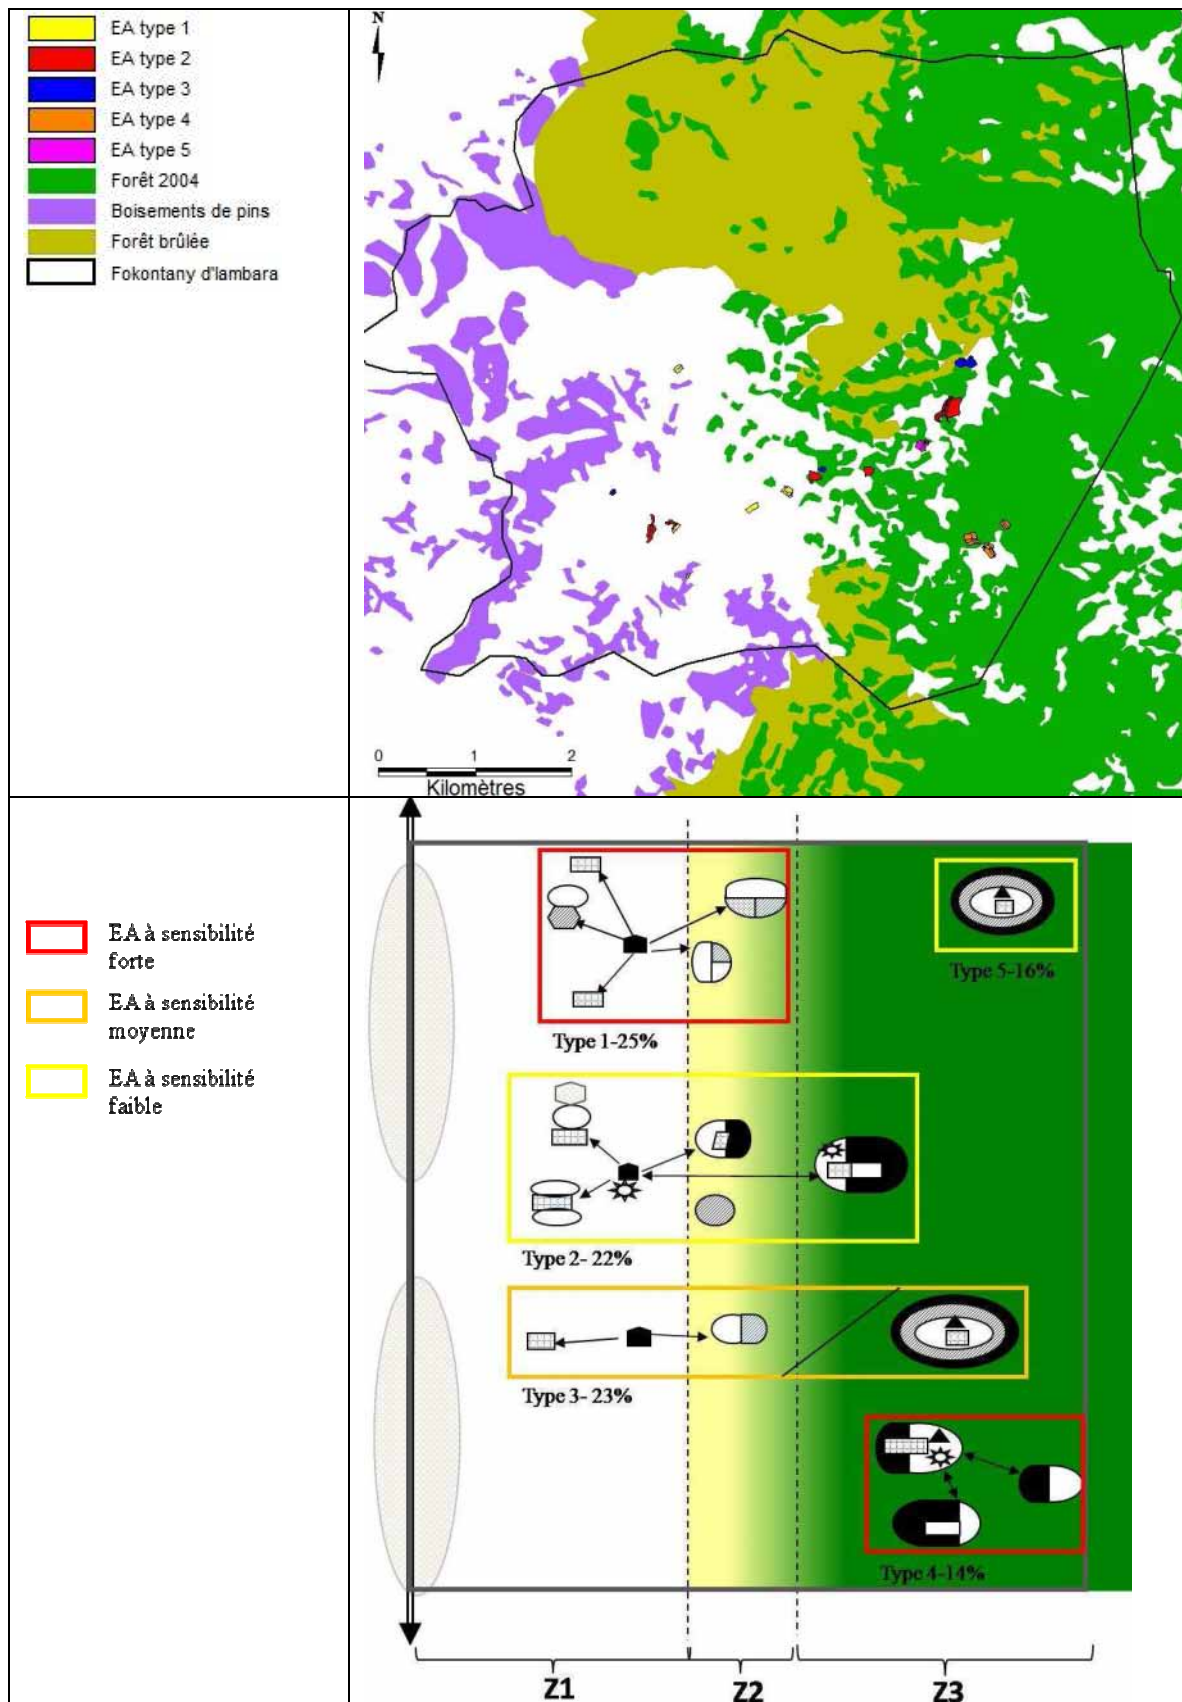 EA type 1
EA type 2
EA type 3
EA type 4
EA type 5
Forêt 2004
Boisements de pins
Forêt brûlée
Fokontany d'Iambara
N
0 1 2
Kilomètres
EA à sensibilité
forte
EA à sensibilité
moyenne
EA à sensibilité
faible
Type 1-25%
Type 5-16%
Type 2- 22%
Type 3- 23%
Type 4-14%
Z1 Z2 Z3